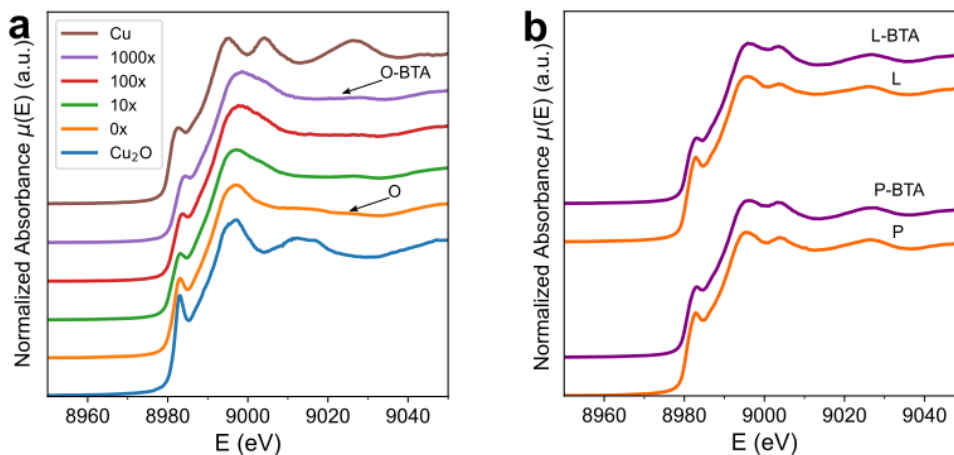 a
Normalized Absorbance μ(E) (a.u.)
Cu
1000x
100x
10x
0x
Cu₂O
O-BTA
O
8960 8980 9000 9020 9040
E (eV)
b
Normalized Absorbance μ(E) (a.u.)
L-BTA
L
P-BTA
P
8960 8980 9000 9020 9040
E (eV)